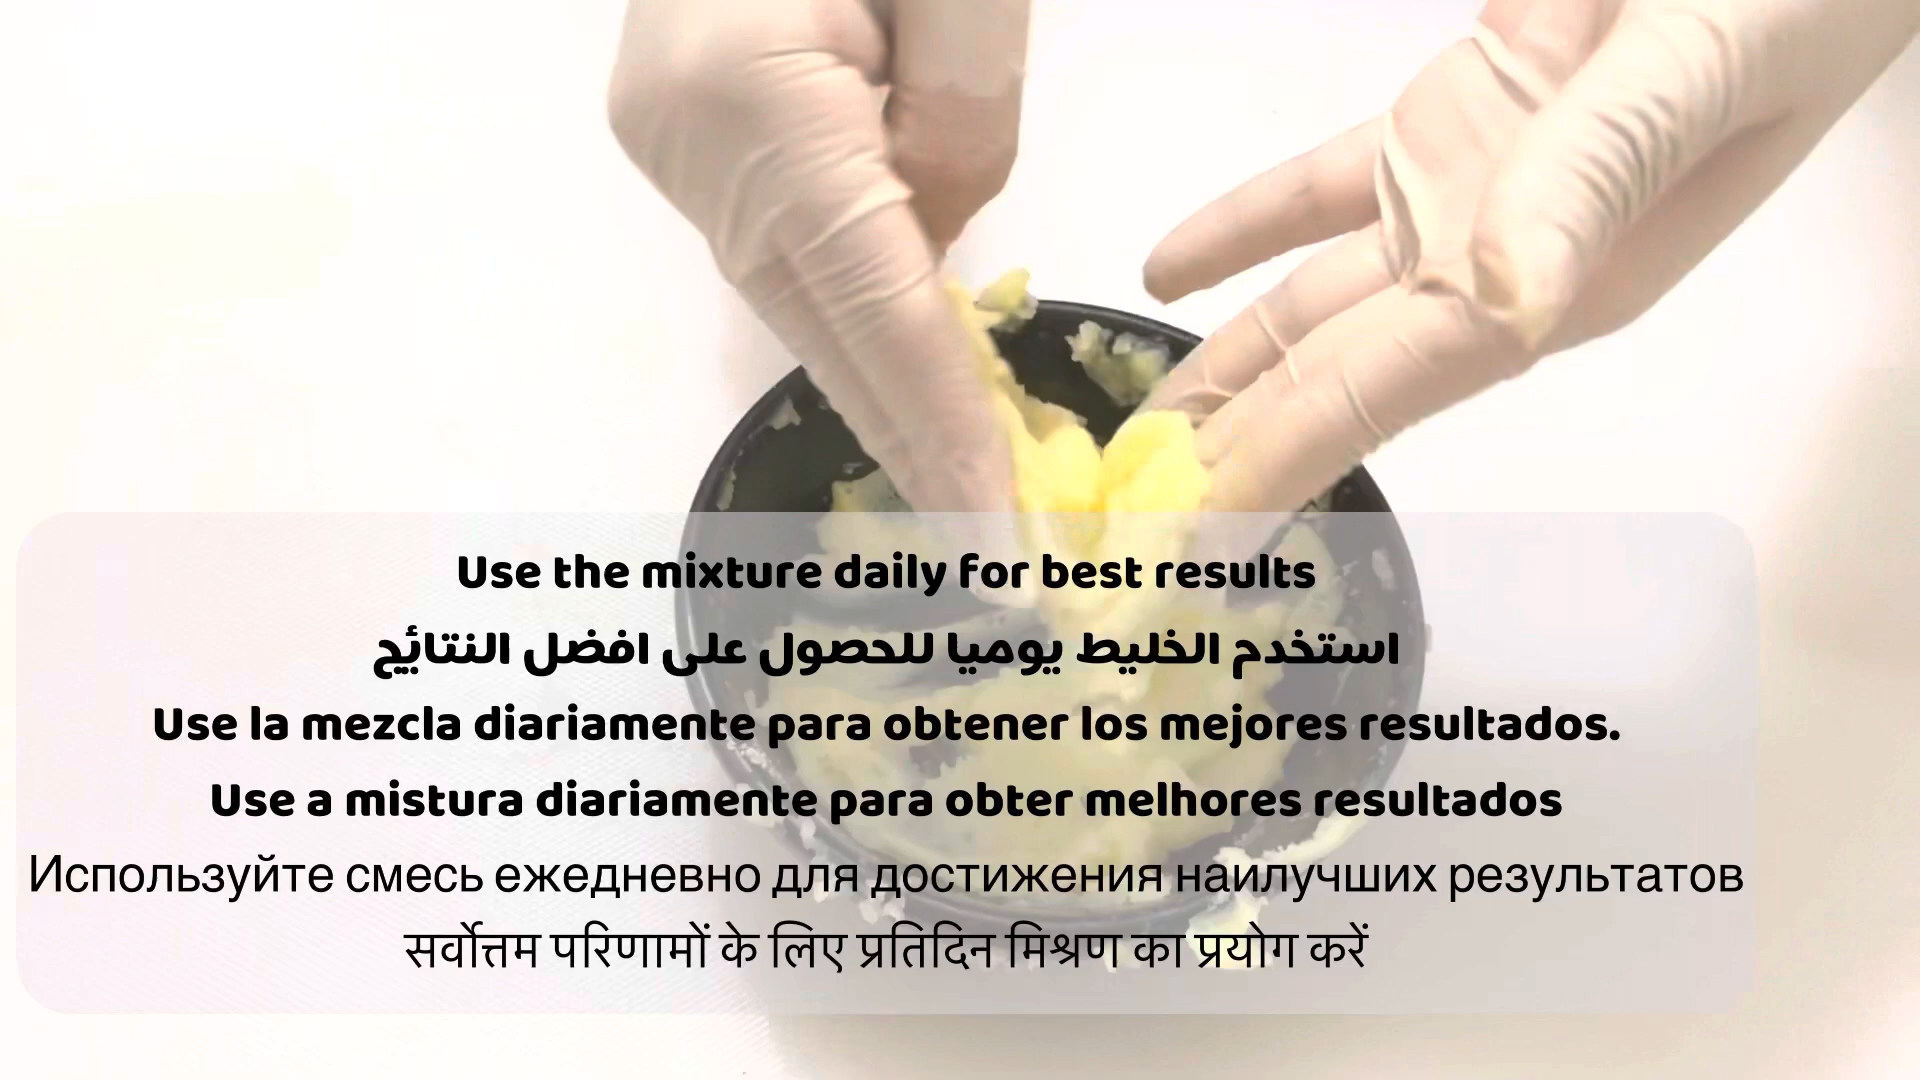 Use the mixture daily for best results
استخدم الخليط يوميا للحصول على افضل النتائج
Use la mezcla diariamente para obtener los mejores resultados.
Use a mistura diariamente para obter melhores resultados
Используйте смесь ежедневно для достижения наилучших результатов
सर्वोत्तम परिणामों के लिए प्रतिदिन मिश्रण का प्रयोग करें